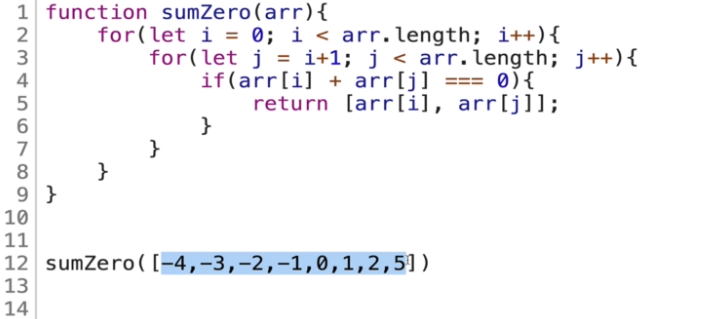 1 function sumZero(arr){
2     for(let i = 0; i < arr.length; i++){
3         for(let j = i+1; j < arr.length; j++){
4             if(arr[i] + arr[j] === 0){
5                 return [arr[i], arr[j]];
6             }
7         }
8     }
9 }
10
11
12 sumZero([-4,-3,-2,-1,0,1,2,5])
13
14